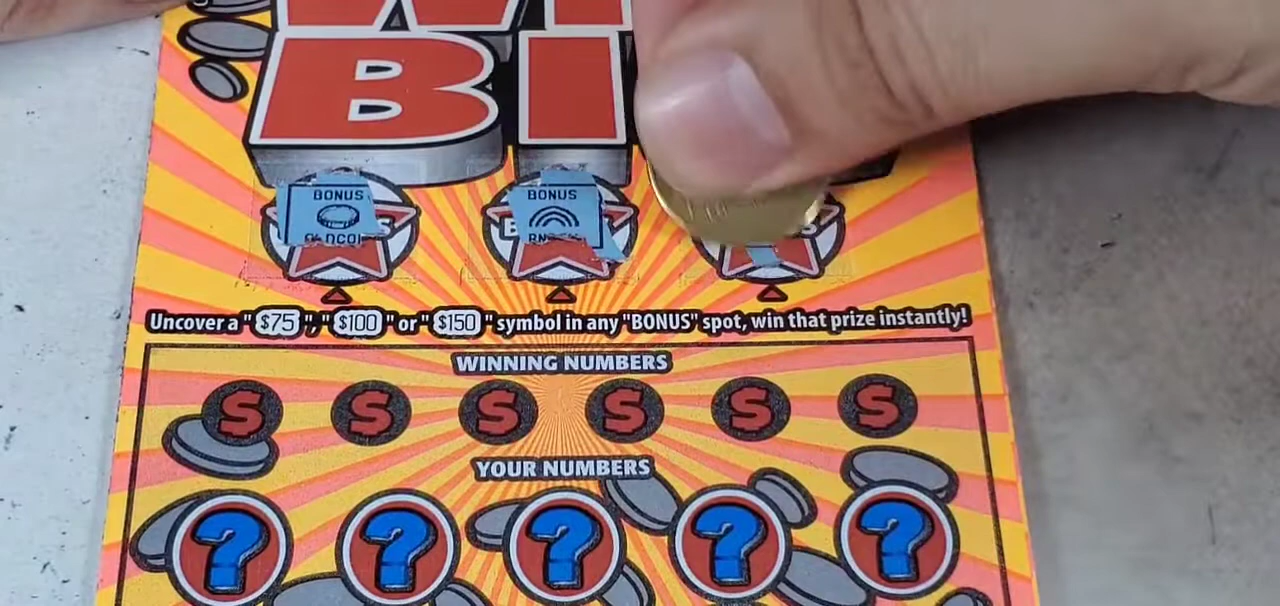 BI
BONUS
BONUS
Uncover a "$75", "$100" or "$150" symbol in any "BONUS" spot, win that prize instantly!
WINNING NUMBERS
$ $ $ $ $ $
YOUR NUMBERS
? ? ? ? ?